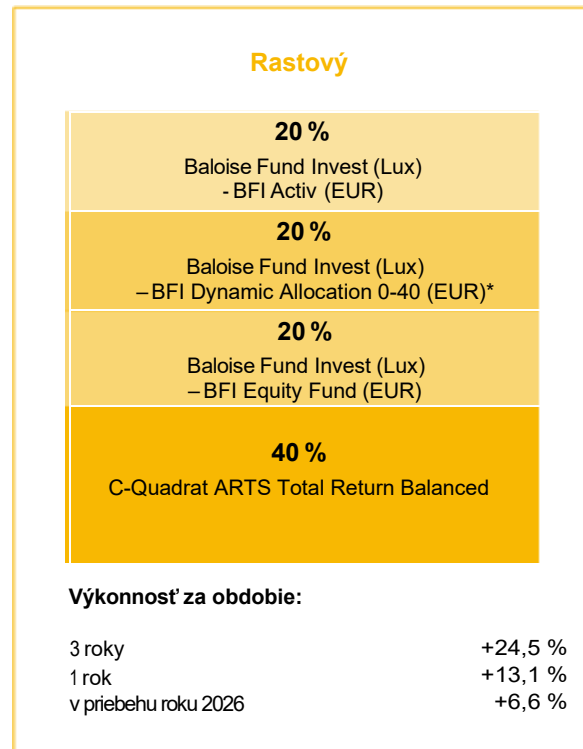 Rastový
20 %
Baloise Fund Invest (Lux)
- BFI Activ (EUR)
20 %
Baloise Fund Invest (Lux)
– BFI Dynamic Allocation 0-40 (EUR)*
20 %
Baloise Fund Invest (Lux)
– BFI Equity Fund (EUR)
40 %
C-Quadrat ARTS Total Return Balanced
Výkonnosť za obdobie:
3 roky +24,5 %
1 rok +13,1 %
v priebehu roku 2026 +6,6 %